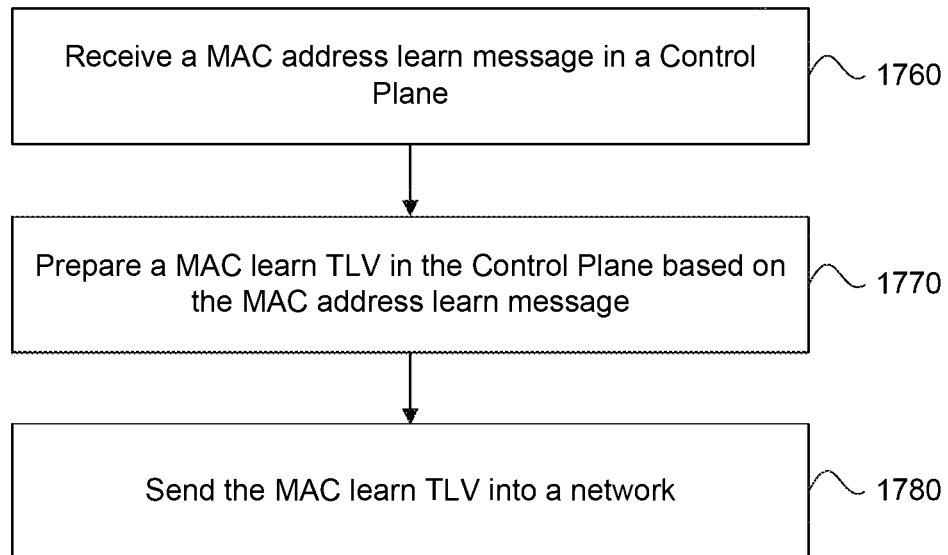 Receive a MAC address learn message in a Control
Plane
1760
Prepare a MAC learn TLV in the Control Plane based on
the MAC address learn message
1770
Send the MAC learn TLV into a network
1780